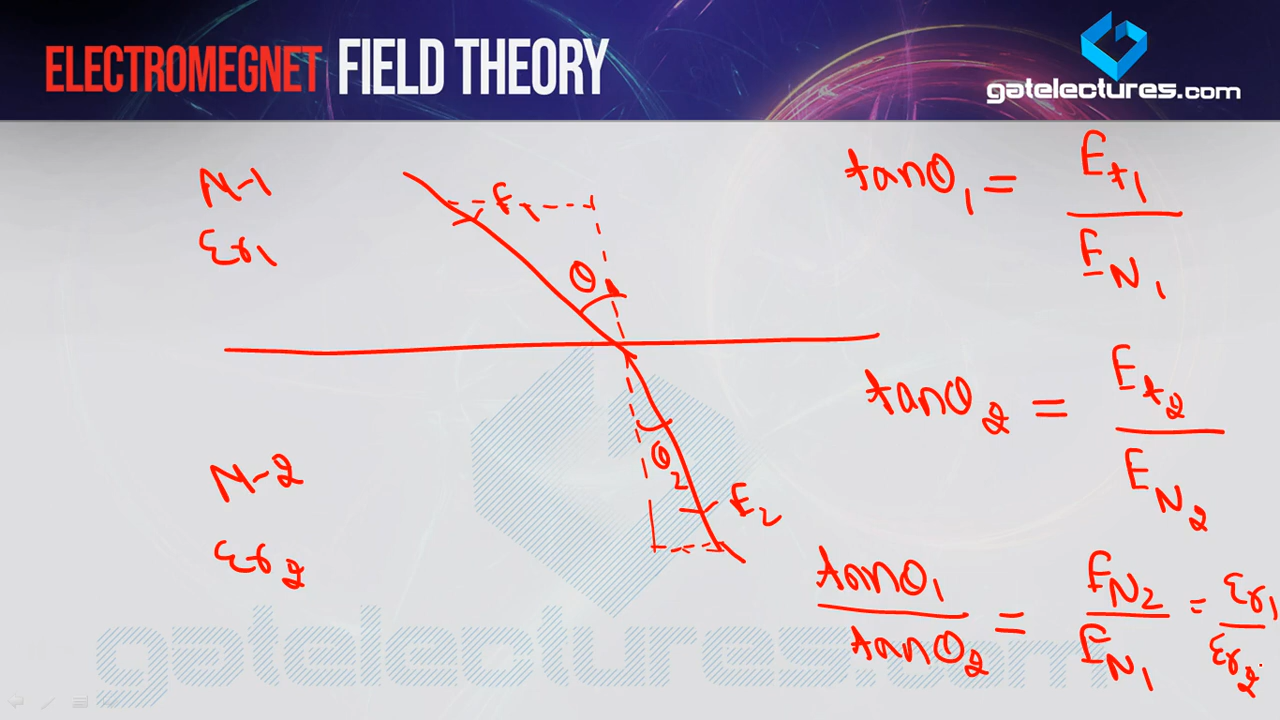 ELECTROMEGNET FIELD THEORY
gatelectures.com
M-1
εr1
E1
θ
tanθ1 = Et1 / EN1
tanθ2 = Et2 / EN2
M-2
εr2
θ2
E2
tanθ1 / tanθ2 = EN2 / EN1 = εr1 / εr2
gatelectures.com